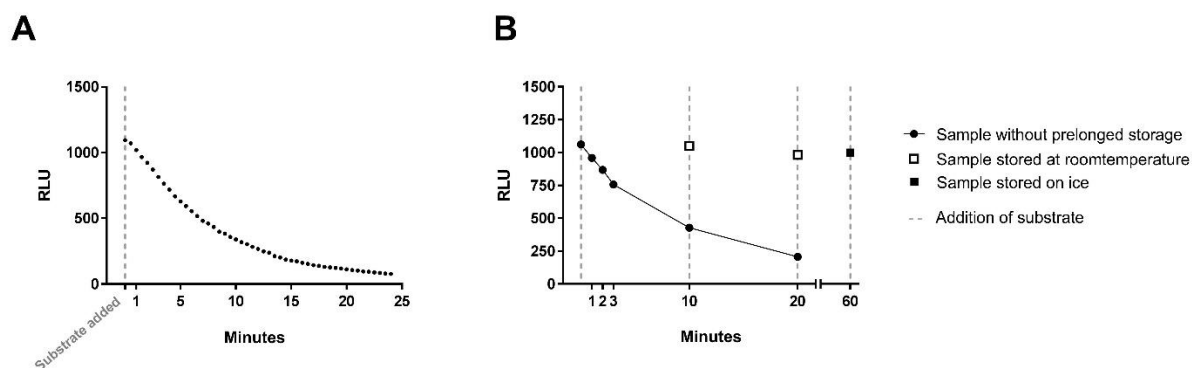 A
B
1500
1000
500
0
RLU
Substrate added
1
5
10
15
20
25
Minutes
1500
1250
1000
750
500
250
0
RLU
1 2 3
10
20
60
Minutes
Sample without prolonged storage
Sample stored at roomtemperature
Sample stored on ice
Addition of substrate